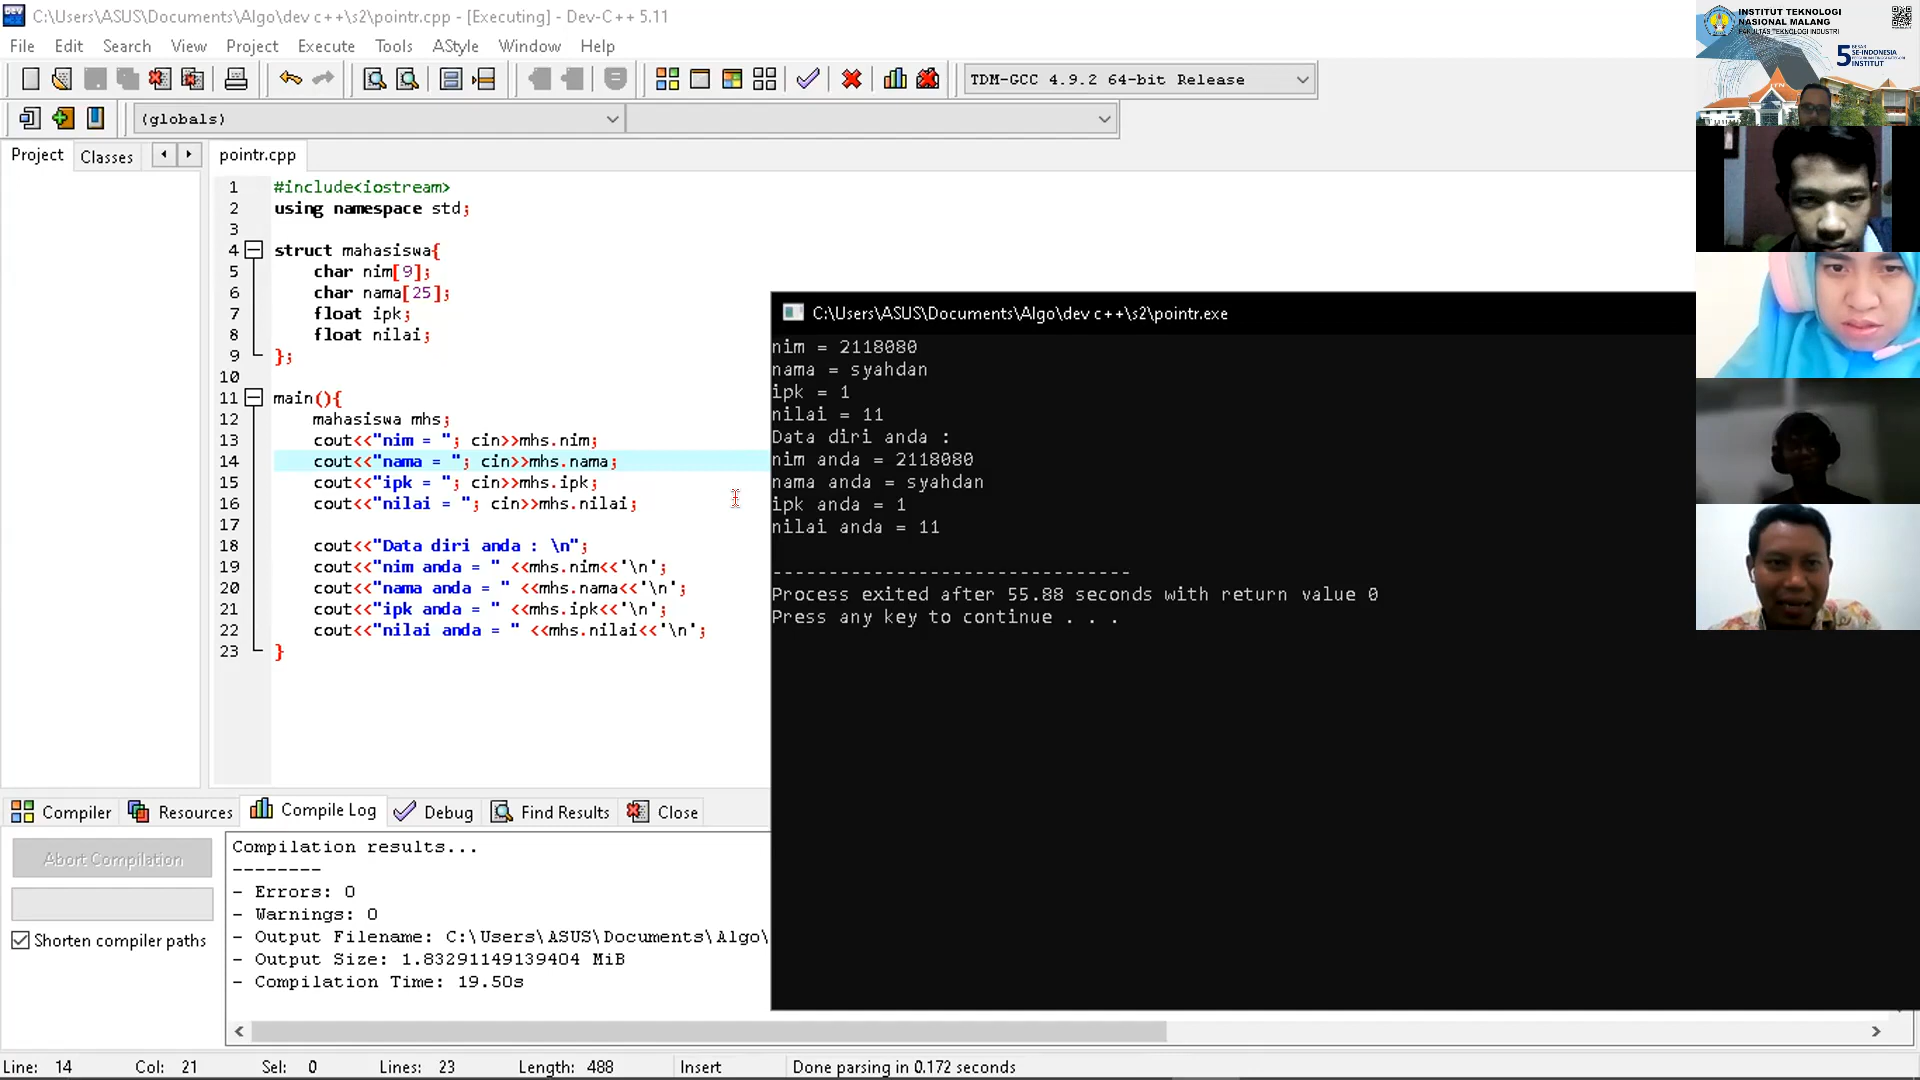 C:\Users\ASUS\Documents\Algo\dev c++\s2\pointr.cpp - [Executing] - Dev-C++ 5.11
File Edit Search View Project Execute Tools AStyle Window Help
TDM-GCC 4.9.2 64-bit Release
(globals)
Project Classes pointr.cpp
1 #include<iostream>
2 using namespace std;
3
4 struct mahasiswa{
5 char nim[9];
6 char nama[25];
7 float ipk;
8 float nilai;
9 };
10
11 main(){
12 mahasiswa mhs;
13 cout<<"nim = "; cin>>mhs.nim;
14 cout<<"nama = "; cin>>mhs.nama;
15 cout<<"ipk = "; cin>>mhs.ipk;
16 cout<<"nilai = "; cin>>mhs.nilai;
17
18 cout<<"Data diri anda : \n";
19 cout<<"nim anda = " <<mhs.nim<<'\n';
20 cout<<"nama anda = " <<mhs.nama<<'\n';
21 cout<<"ipk anda = " <<mhs.ipk<<'\n';
22 cout<<"nilai anda = " <<mhs.nilai<<'\n';
23 }
C:\Users\ASUS\Documents\Algo\dev c++\s2\pointr.exe
nim = 2118080
nama = syahdan
ipk = 1
nilai = 11
Data diri anda :
nim anda = 2118080
nama anda = syahdan
ipk anda = 1
nilai anda = 11
--------------------------------
Process exited after 55.88 seconds with return value 0
Press any key to continue . . .
Compiler Resources Compile Log Debug Find Results Close
Abort Compilation
Shorten compiler paths
Compilation results...
--------
- Errors: 0
- Warnings: 0
- Output Filename: C:\Users\ASUS\Documents\Algo\
- Output Size: 1.83291149139404 MiB
- Compilation Time: 19.50s
Line: 14 Col: 21 Sel: 0 Lines: 23 Length: 488 Insert Done parsing in 0.172 seconds
INSTITUT TEKNOLOGI
NASIONAL MALANG
FAKULTAS TEKNOLOGI INDUSTRI
5 BESAR
SE-INDONESIA
INSTITUT